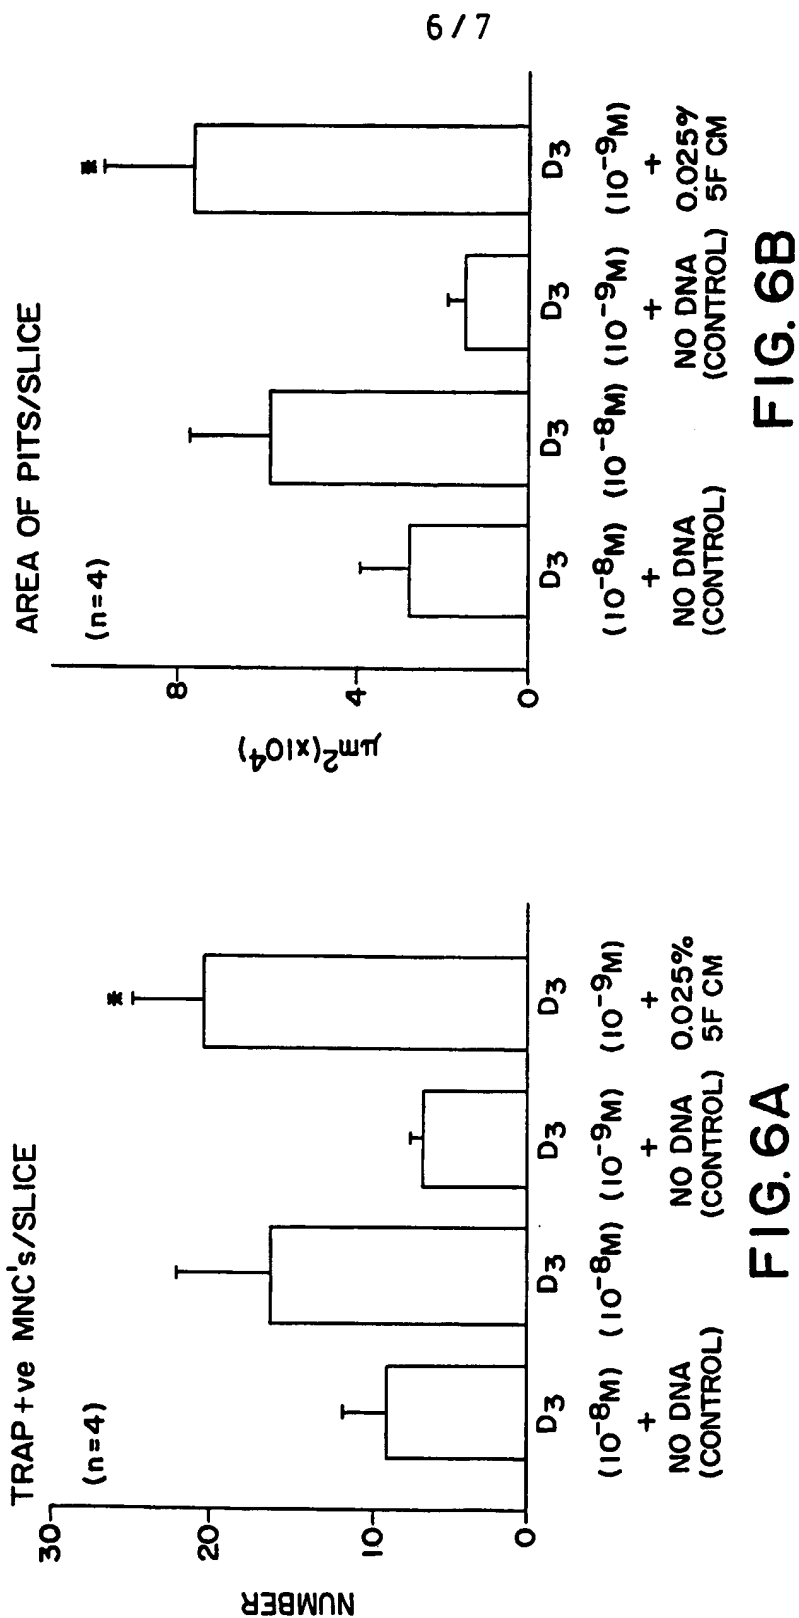 6 / 7
TRAP +ve MNC's/SLICE
(n=4)
NUMBER
30
20
10
0
*
D3 D3 D3 D3
(10⁻⁸M) (10⁻⁸M) (10⁻⁹M) (10⁻⁹M)
+ + +
NO DNA NO DNA 0.025%
(CONTROL) (CONTROL) 5F CM
FIG. 6A
AREA OF PITS/SLICE
(n=4)
μm²(x10⁴)
8
4
0
*
D3 D3 D3 D3
(10⁻⁸M) (10⁻⁸M) (10⁻⁹M) (10⁻⁹M)
+ + +
NO DNA NO DNA 0.025%
(CONTROL) (CONTROL) 5F CM
FIG. 6B